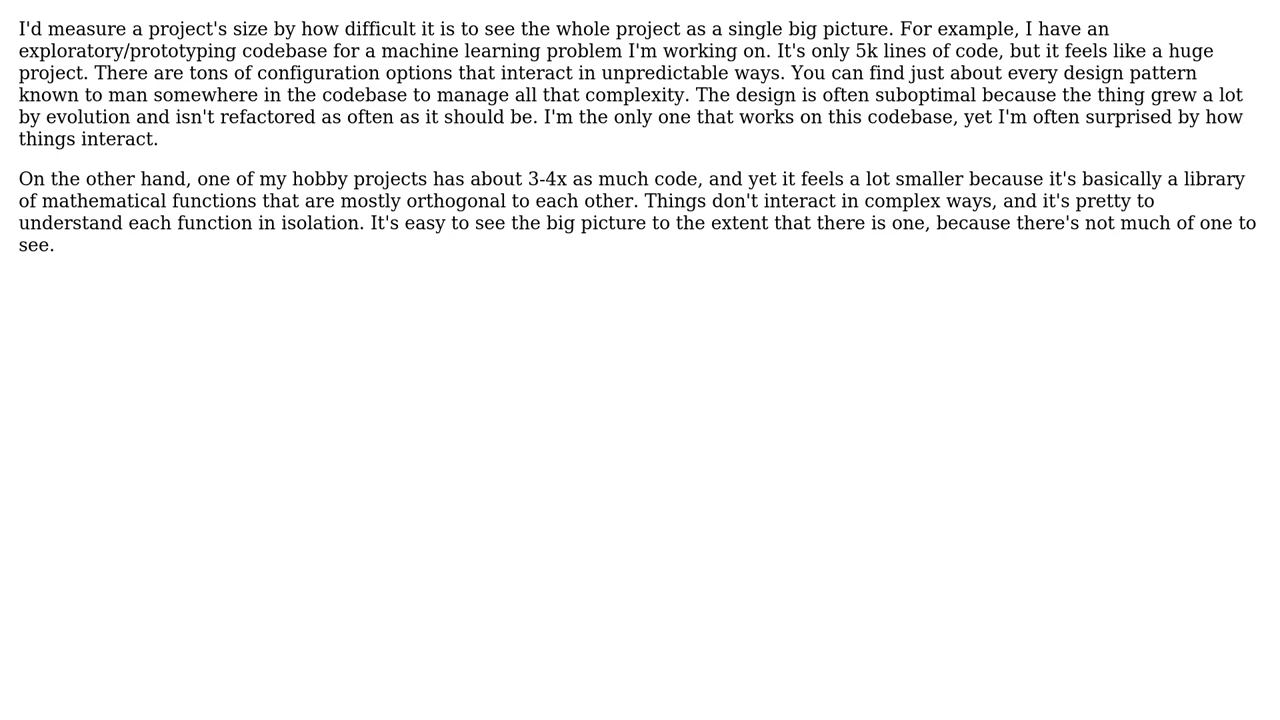 I'd measure a project's size by how difficult it is to see the whole project as a single big picture. For example, I have an
exploratory/prototyping codebase for a machine learning problem I'm working on. It's only 5k lines of code, but it feels like a huge
project. There are tons of configuration options that interact in unpredictable ways. You can find just about every design pattern
known to man somewhere in the codebase to manage all that complexity. The design is often suboptimal because the thing grew a lot
by evolution and isn't refactored as often as it should be. I'm the only one that works on this codebase, yet I'm often surprised by how
things interact.
On the other hand, one of my hobby projects has about 3-4x as much code, and yet it feels a lot smaller because it's basically a library
of mathematical functions that are mostly orthogonal to each other. Things don't interact in complex ways, and it's pretty to
understand each function in isolation. It's easy to see the big picture to the extent that there is one, because there's not much of one to
see.